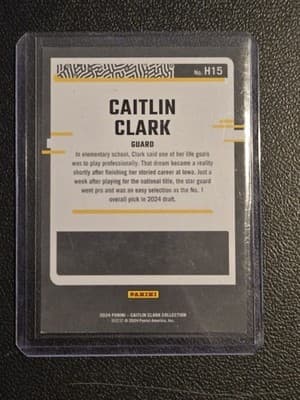 No. H15
CAITLIN
CLARK
GUARD
In elementary school, Clark said one of her life goals
was to play professionally. That dream became a reality
shortly after finishing her storied career at Iowa. Just a
week after playing for the national title, the star guard
went pro and was an easy selection as the No. 1
overall pick in 2024 draft.
PANINI
2024 PANINI - CAITLIN CLARK COLLECTION
© 2024 Panini America, Inc.